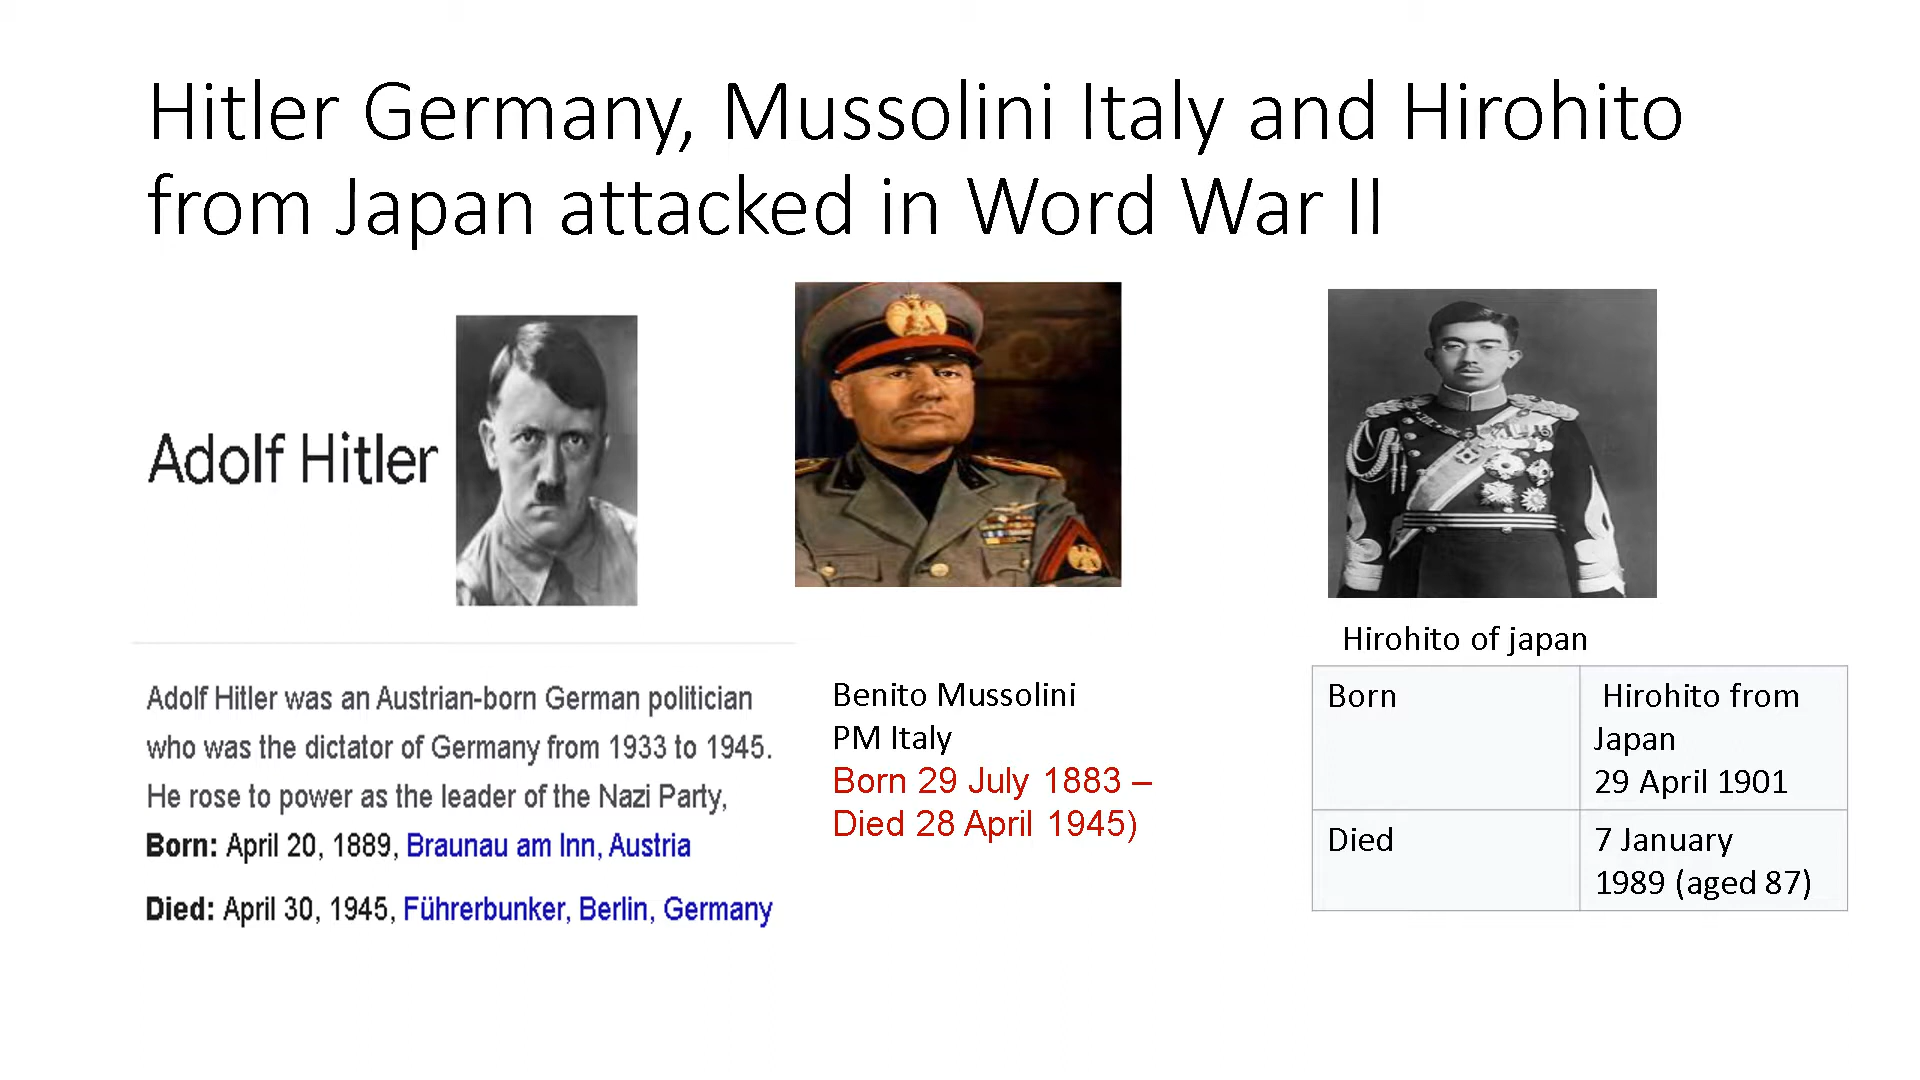 Hitler Germany, Mussolini Italy and Hirohito
from Japan attacked in Word War II
Adolf Hitler
Adolf Hitler was an Austrian-born German politician
who was the dictator of Germany from 1933 to 1945.
He rose to power as the leader of the Nazi Party,
Born: April 20, 1889, Braunau am Inn, Austria
Died: April 30, 1945, Führerbunker, Berlin, Germany
Benito Mussolini
PM Italy
Born 29 July 1883 –
Died 28 April 1945)
Hirohito of japan
Born
Hirohito from
Japan
29 April 1901
Died
7 January
1989 (aged 87)